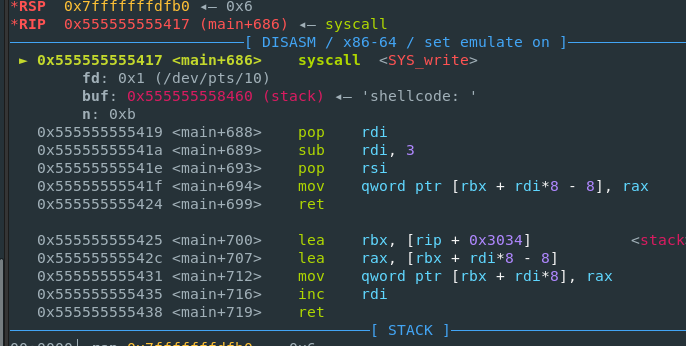 *RSP 0x7fffffffdfb0 ◂— 0x6
*RIP 0x555555555417 (main+686) ◂— syscall
[ DISASM / x86-64 / set emulate on ]
► 0x555555555417 <main+686> syscall <SYS_write>
fd: 0x1 (/dev/pts/10)
buf: 0x555555558460 (stack) ◂— 'shellcode: '
n: 0xb
0x555555555419 <main+688> pop rdi
0x55555555541a <main+689> sub rdi, 3
0x55555555541e <main+693> pop rsi
0x55555555541f <main+694> mov qword ptr [rbx + rdi*8 - 8], rax
0x555555555424 <main+699> ret
0x555555555425 <main+700> lea rbx, [rip + 0x3034] <stack
0x55555555542c <main+707> lea rax, [rbx + rdi*8 - 8]
0x555555555431 <main+712> mov qword ptr [rbx + rdi*8], rax
0x555555555435 <main+716> inc rdi
0x555555555438 <main+719> ret
[ STACK ]